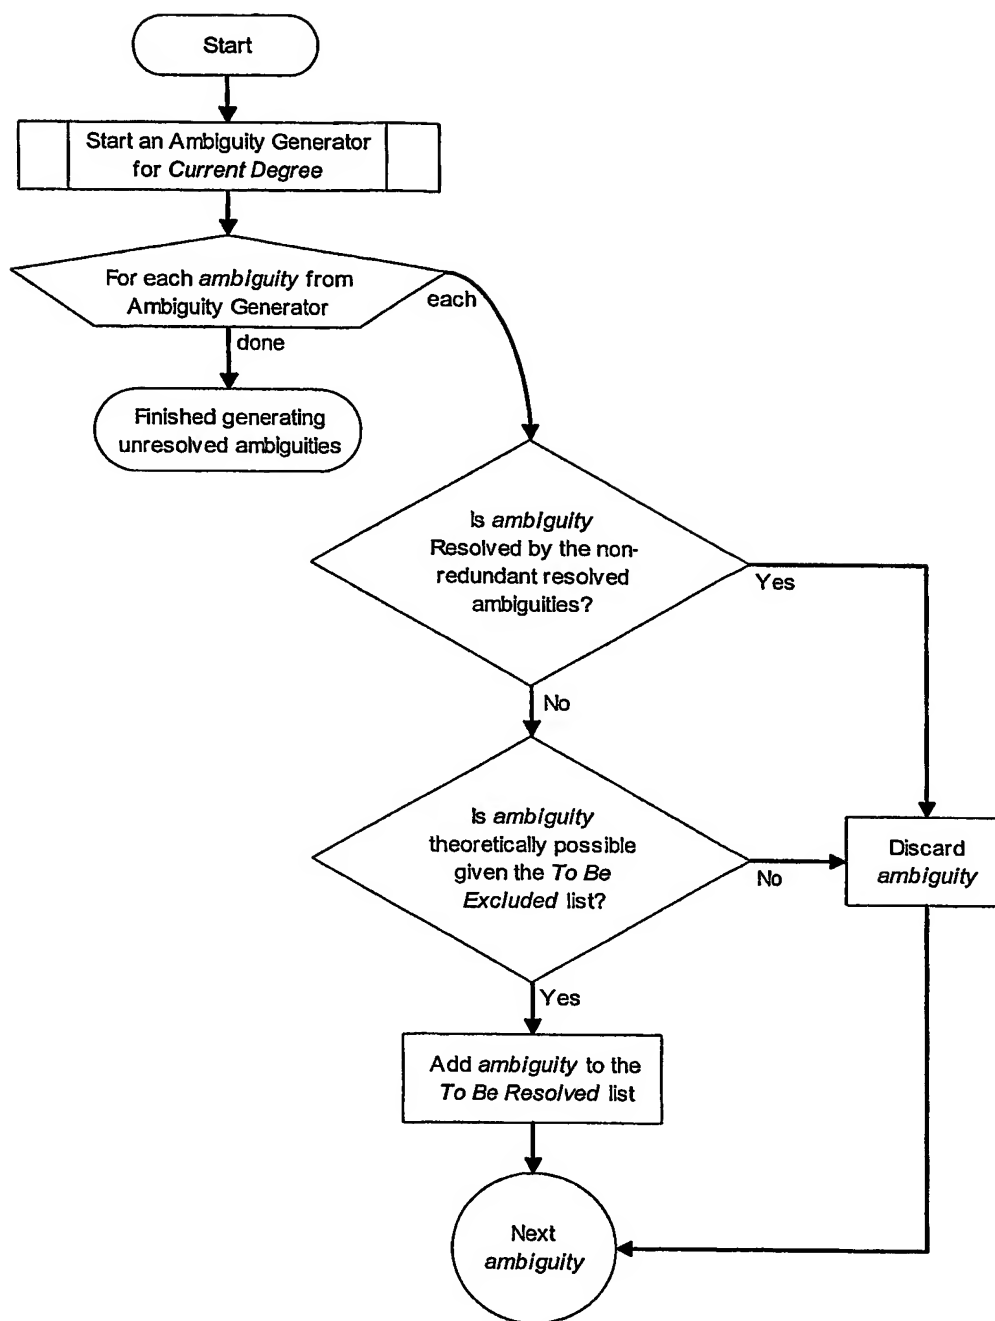 Start
Start an Ambiguity Generator
for Current Degree
For each ambiguity from
Ambiguity Generator
each
done
Finished generating
unresolved ambiguities
Is ambiguity
Resolved by the non-
redundant resolved
ambiguities?
Yes
No
Is ambiguity
theoretically possible
given the To Be
Excluded list?
No
Discard
ambiguity
Yes
Add ambiguity to the
To Be Resolved list
Next
ambiguity